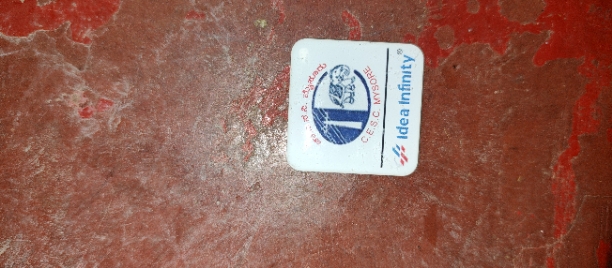 ಚಾ.ವಿ.ಸ.ನಿ. ಮೈಸೂರು
C.E.S.C. MYSORE
Idea Infinity®